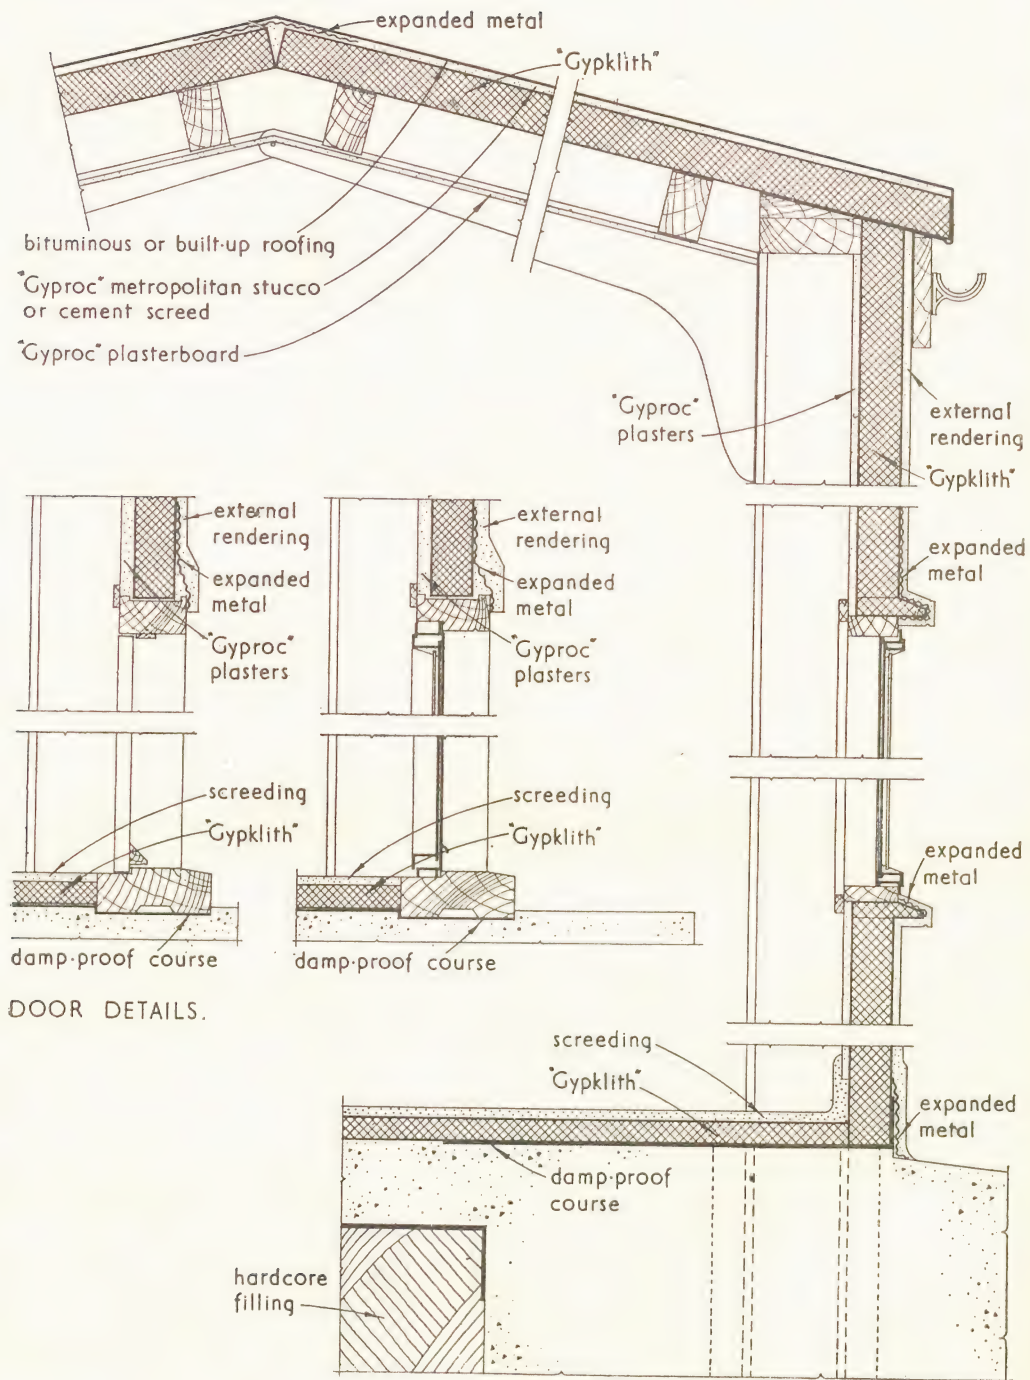 expanded metal
"Gypklith"
bituminous or built-up roofing
"Gyproc" metropolitan stucco
or cement screed
"Gyproc" plasterboard
"Gyproc"
plasters
external
rendering
"Gypklith"
expanded
metal
external
rendering
expanded
metal
"Gyproc"
plasters
external
rendering
expanded
metal
"Gyproc"
plasters
screeding
"Gypklith"
damp-proof course
screeding
"Gypklith"
damp-proof course
DOOR DETAILS.
expanded
metal
screeding
"Gypklith"
expanded
metal
damp-proof
course
hardcore
filling